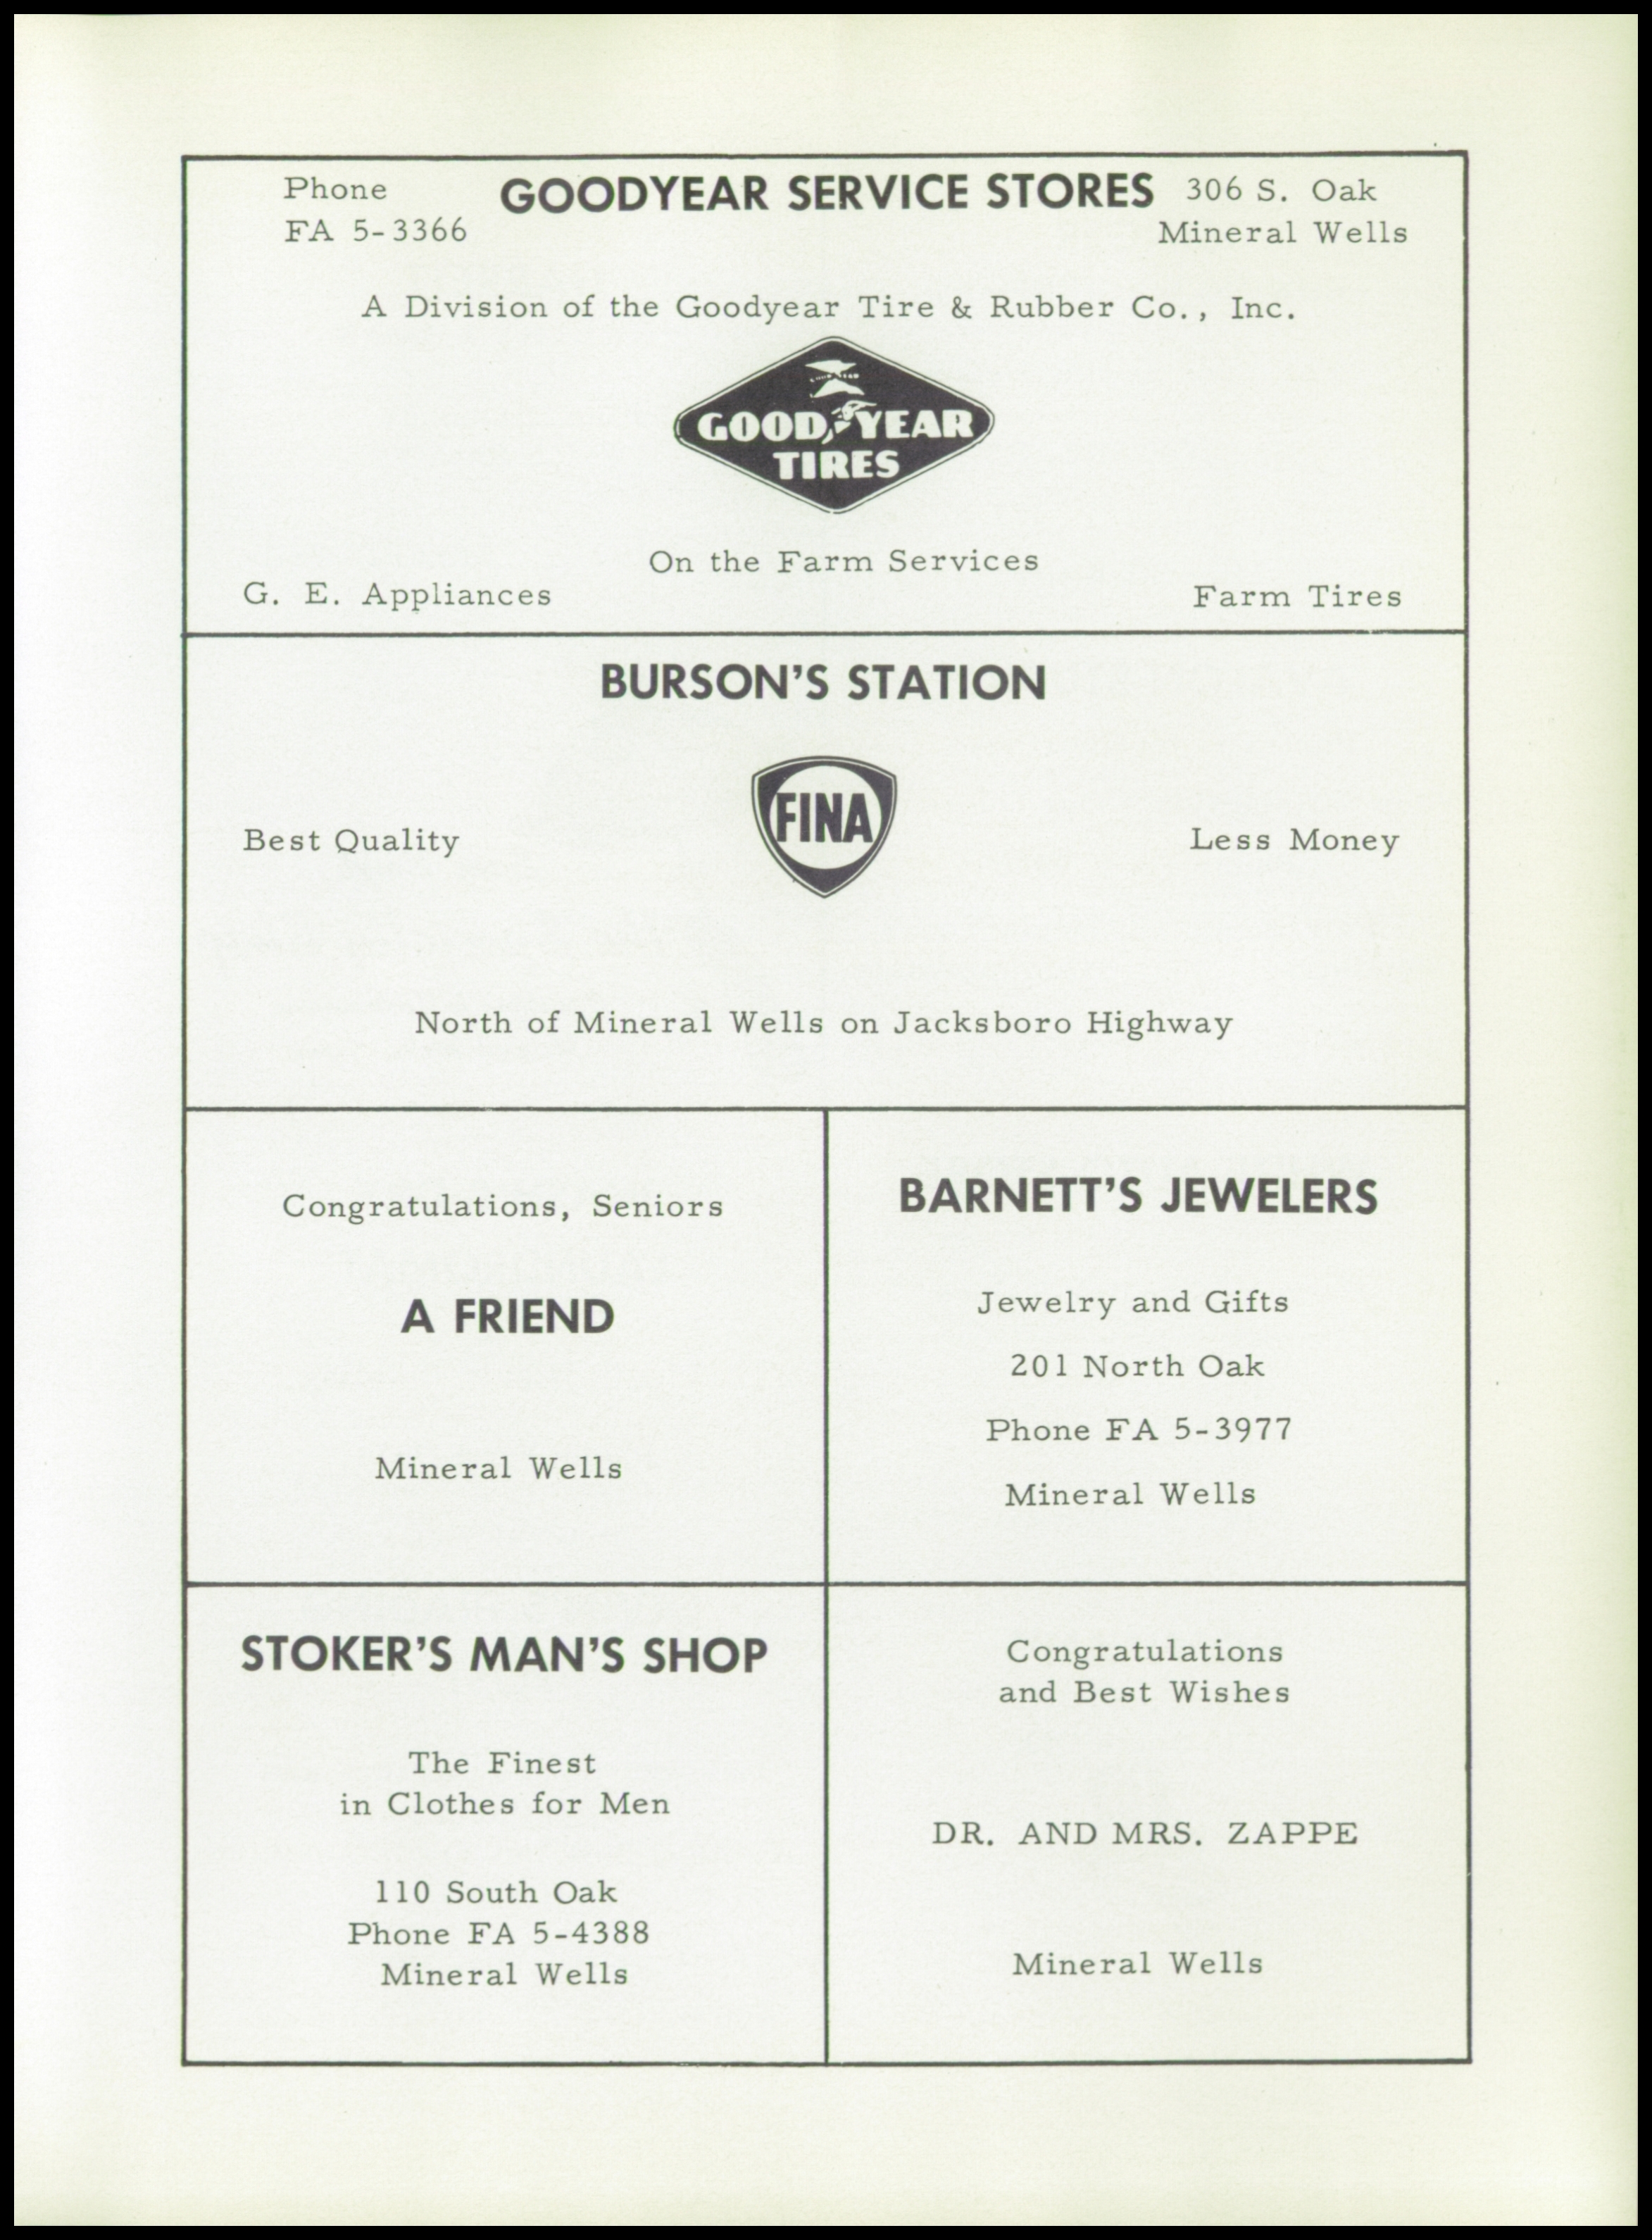 Phone GOODYEAR SERVICE STORES 306 S. Oak
FA 5-3366 Mineral Wells
A Division of the Goodyear Tire & Rubber Co., Inc.
GOOD YEAR
TIRES
On the Farm Services
G. E. Appliances Farm Tires
BURSON'S STATION
FINA
Best Quality Less Money
North of Mineral Wells on Jacksboro Highway
Congratulations, Seniors
A FRIEND
Mineral Wells
BARNETT'S JEWELERS
Jewelry and Gifts
201 North Oak
Phone FA 5-3977
Mineral Wells
STOKER'S MAN'S SHOP
The Finest
in Clothes for Men
110 South Oak
Phone FA 5-4388
Mineral Wells
Congratulations
and Best Wishes
DR. AND MRS. ZAPPE
Mineral Wells